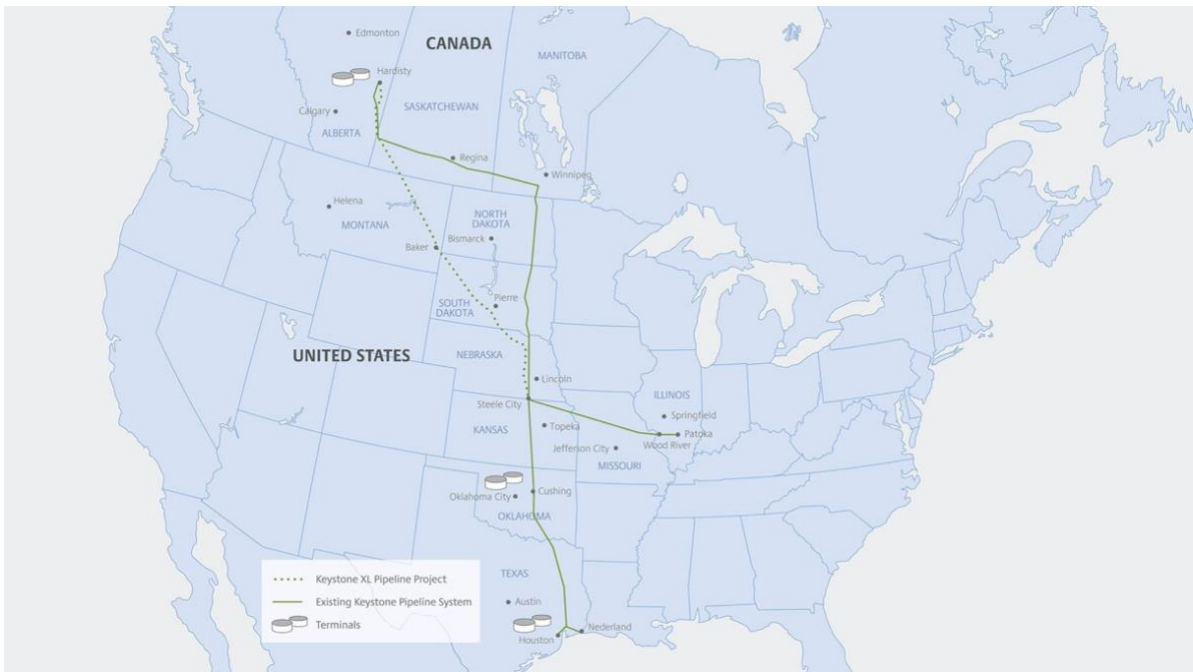 Edmonton
CANADA
MANITOBA
Hardisty
SASKATCHEWAN
Calgary
ALBERTA
Regina
Winnipeg
Helena
MONTANA
NORTH
DAKOTA
Bismarck
Baker
SOUTH
DAKOTA
Pierre
UNITED STATES
NEBRASKA
Lincoln
Steele City
ILLINOIS
Springfield
KANSAS
Topeka
Patoka
Wood River
Jefferson City
MISSOURI
Cushing
Oklahoma City
OKLAHOMA
TEXAS
Austin
Nederland
Houston
Keystone XL Pipeline Project
Existing Keystone Pipeline System
Terminals